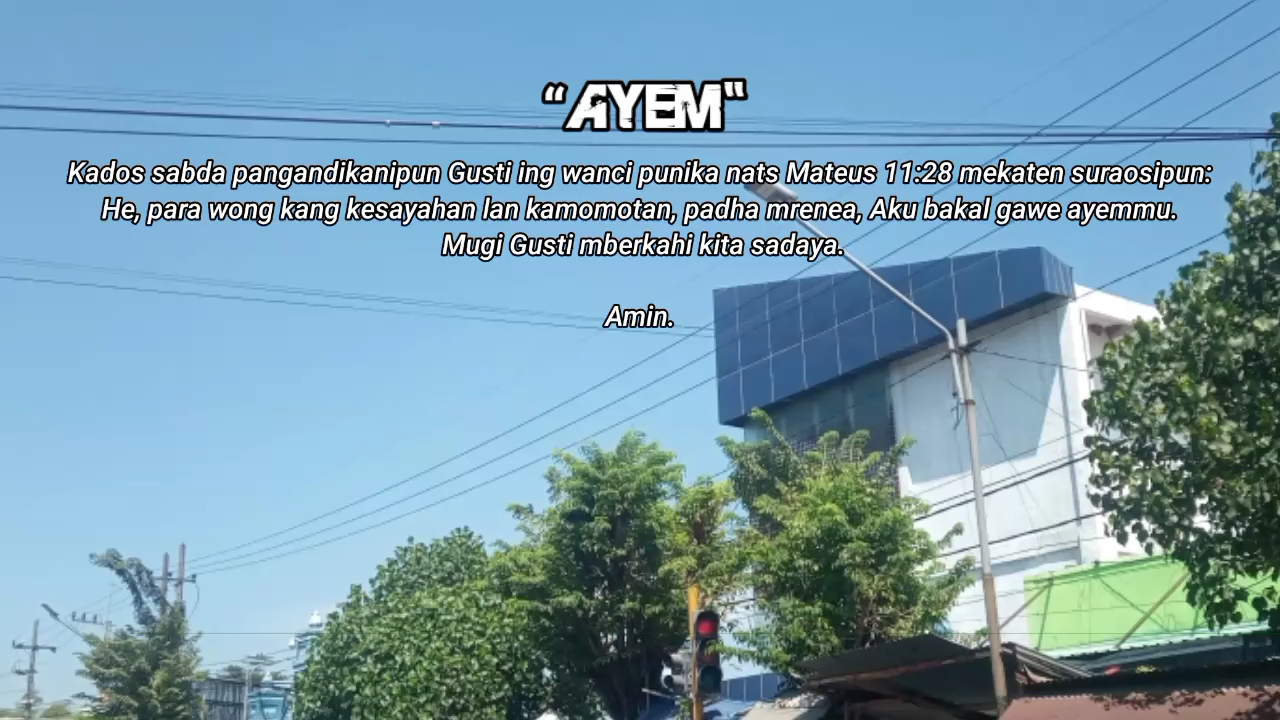 "AYEM"
Kados sabda pangandikanipun Gusti ing wanci punika nats Mateus 11:28 mekaten suraosipun:
He, para wong kang kesayahan lan kamomotan, padha mrenea, Aku bakal gawe ayemmu.
Mugi Gusti mberkahi kita sadaya.
Amin.